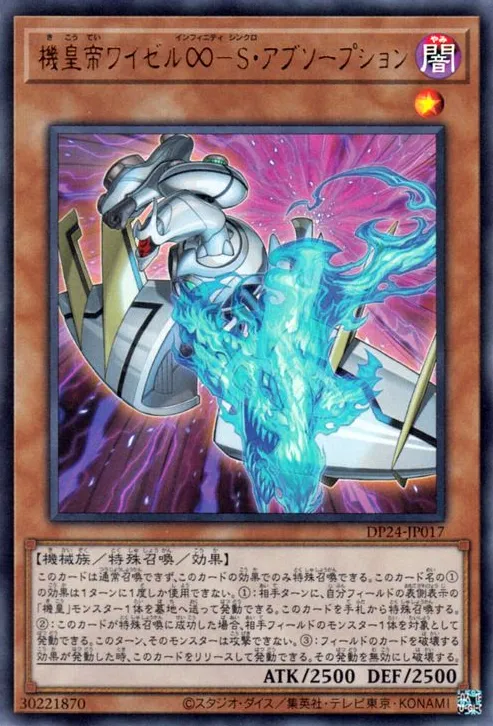 機皇帝ワイゼル∞－S・アブソープション
インフィニティ シンクロ
闇
DP24-JP017
【機械族／特殊召喚／効果】
このカードは通常召喚できず、このカードの効果でのみ特殊召喚できる。このカード名の①
の効果は1ターンに1度しか使用できない。①：相手ターンに、自分フィールドの表側表示の
「機皇」モンスター1体を墓地へ送って発動できる。このカードを手札から特殊召喚する。
②：このカードが特殊召喚に成功した場合、相手フィールドのモンスター1体を対象として
発動できる。このターン、そのモンスターは攻撃できない。③：フィールドのカードを破壊する
効果が発動した時、このカードをリリースして発動できる。その発動を無効にし破壊する。
ATK/2500 DEF/2500
30221870
©スタジオ・ダイス／集英社・テレビ東京・KONAMI